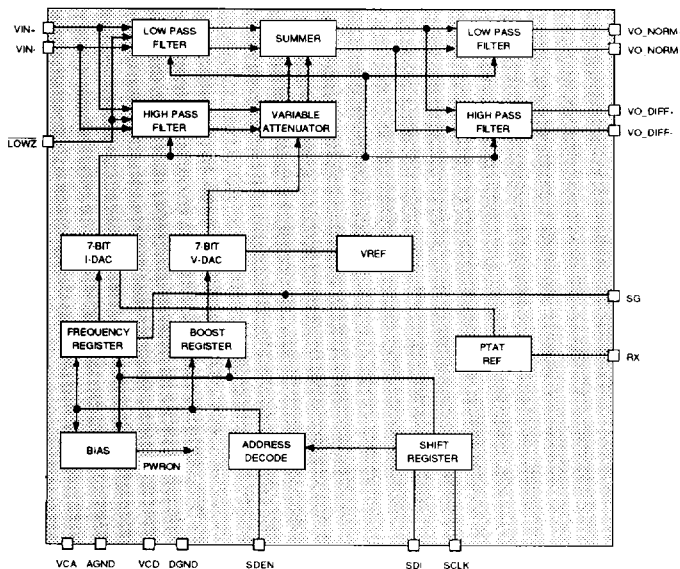 VIN+
VIN-
LOWZ
LOW PASS
FILTER
SUMMER
LOW PASS
FILTER
VO_NORM
VO_NORM
HIGH PASS
FILTER
VARIABLE
ATTENUATOR
HIGH PASS
FILTER
VO_DIFF+
VO_DIFF-
7-BIT
I-DAC
7-BIT
V-DAC
VREF
SG
FREQUENCY
REGISTER
BOOST
REGISTER
PTAT
REF
RX
BIAS
PWRON
ADDRESS
DECODE
SHIFT
REGISTER
VCA
AGND
VCD
DGND
SDEN
SDI
SCLK